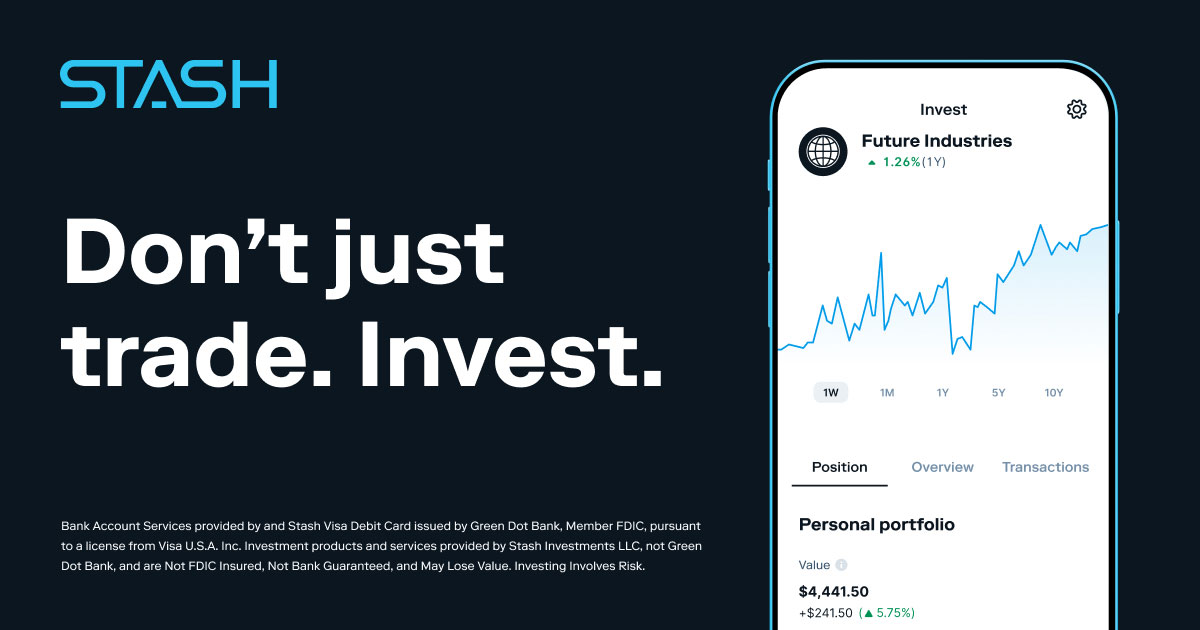 STASH
Don’t just
trade. Invest.
Bank Account Services provided by and Stash Visa Debit Card issued by Green Dot Bank, Member FDIC, pursuant
to a license from Visa U.S.A. Inc. Investment products and services provided by Stash Investments LLC, not Green
Dot Bank, and are Not FDIC Insured, Not Bank Guaranteed, and May Lose Value. Investing Involves Risk.
Invest
Future Industries
▲ 1.26%(1Y)
1W 1M 1Y 5Y 10Y
Position Overview Transactions
Personal portfolio
Value i
$4,441.50
+$241.50 (▲ 5.75%)